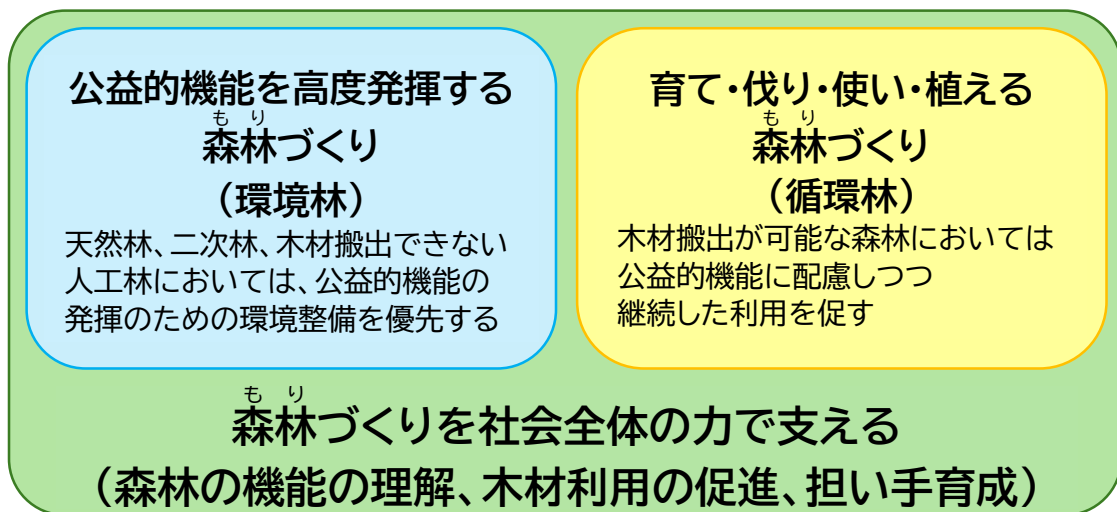 公益的機能を高度発揮する
もり
森林づくり
（環境林）
天然林、二次林、木材搬出できない
人工林においては、公益的機能の
発揮のための環境整備を優先する
育て・伐り・使い・植える
もり
森林づくり
（循環林）
木材搬出が可能な森林においては
公益的機能に配慮しつつ
継続した利用を促す
もり
森林づくりを社会全体の力で支える
（森林の機能の理解、木材利用の促進、担い手育成）